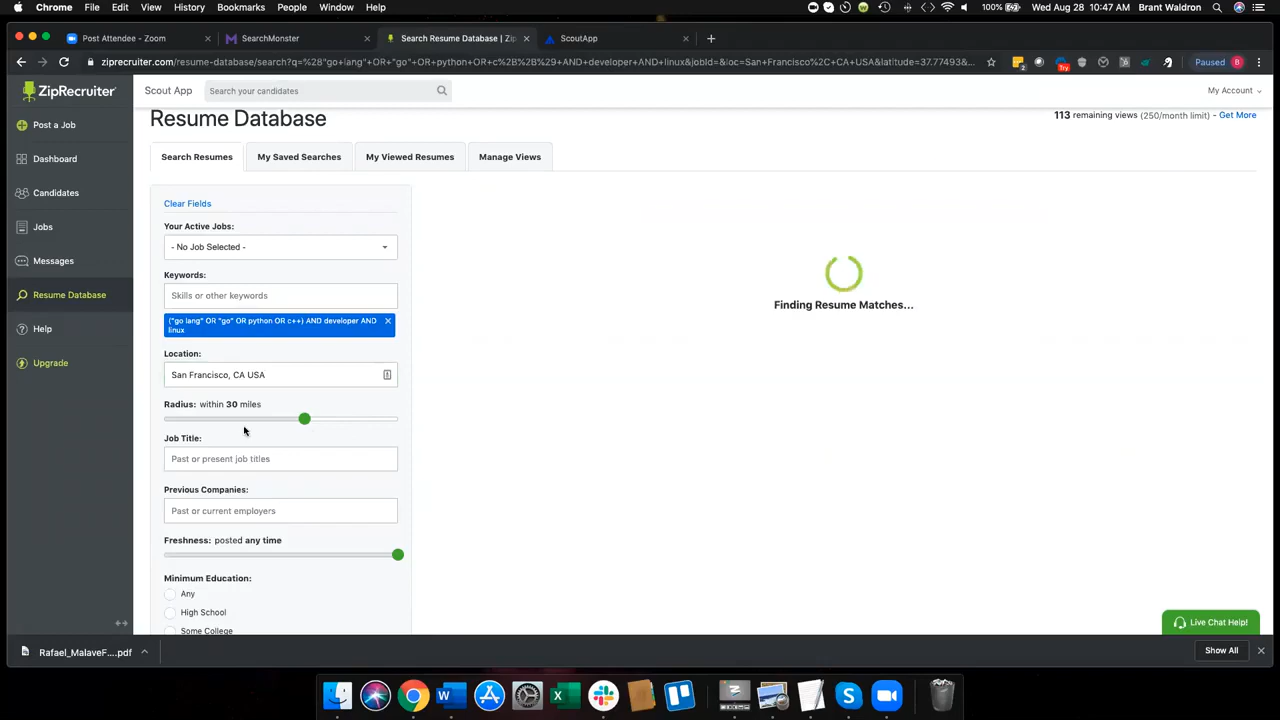 Chrome File Edit View History Bookmarks People Window Help 100% Wed Aug 28 10:47 AM Brant Waldron
Post Attendee - Zoom SearchMonster Search Resume Database | Zip ScoutApp
ziprecruiter.com/resume-database/search?q=%28"go+lang"+OR+"go"+OR+python+OR+c%2B%2B%29+AND+developer+AND+linux&jobId=&loc=San+Francisco%2C+CA+USA&latitude=37.77493&... Paused B
ZipRecruiter Scout App Search your candidates My Account
Post a Job
Dashboard
Candidates
Jobs
Messages
Resume Database
Help
Upgrade
Resume Database
113 remaining views (250/month limit) - Get More
Search Resumes My Saved Searches My Viewed Resumes Manage Views
Clear Fields
Your Active Jobs:
- No Job Selected -
Keywords:
Skills or other keywords
("go lang" OR "go" OR python OR c++) AND developer AND
linux
Location:
San Francisco, CA USA
Radius: within 30 miles
Job Title:
Past or present job titles
Previous Companies:
Past or current employers
Freshness: posted any time
Minimum Education:
Any
High School
Some College
Finding Resume Matches...
Live Chat Help!
Rafael_MalaveF....pdf
Show All